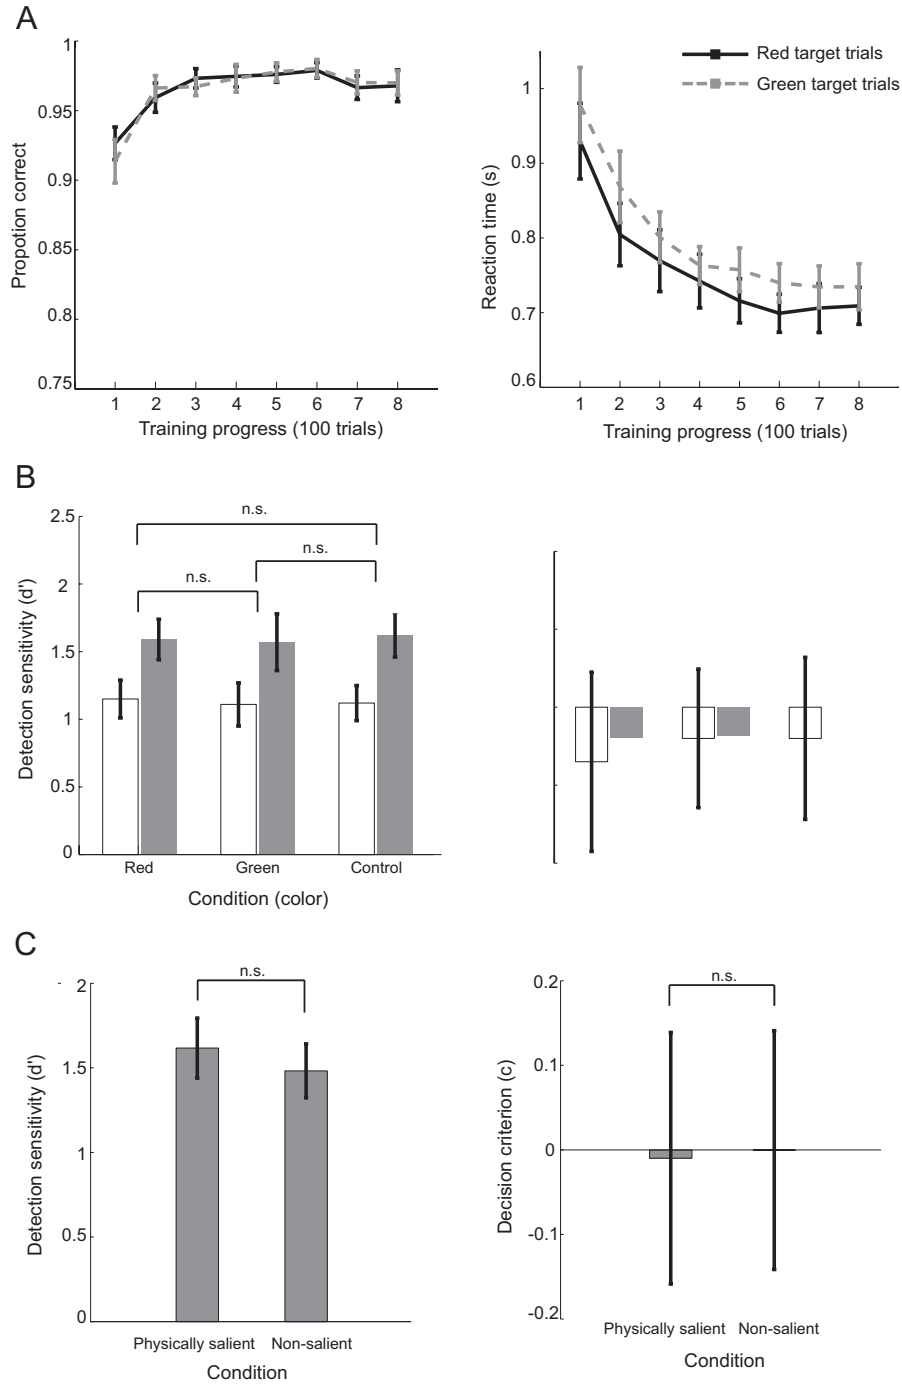 A
1
0.95
0.9
0.85
0.8
0.75
Propotion correct
1 2 3 4 5 6 7 8
Training progress (100 trials)
Red target trials
Green target trials
1
0.9
0.8
0.7
0.6
Reaction time (s)
1 2 3 4 5 6 7 8
Training progress (100 trials)
B
2.5
2
1.5
1
0.5
0
Detection sensitivity (d')
n.s.
n.s.
n.s.
Red Green Control
Condition (color)
C
2
1.5
1
0.5
0
Detection sensitivity (d')
n.s.
Physically salient Non-salient
Condition
0.2
0.1
0
-0.1
-0.2
Decision criterion (c)
n.s.
Physically salient Non-salient
Condition